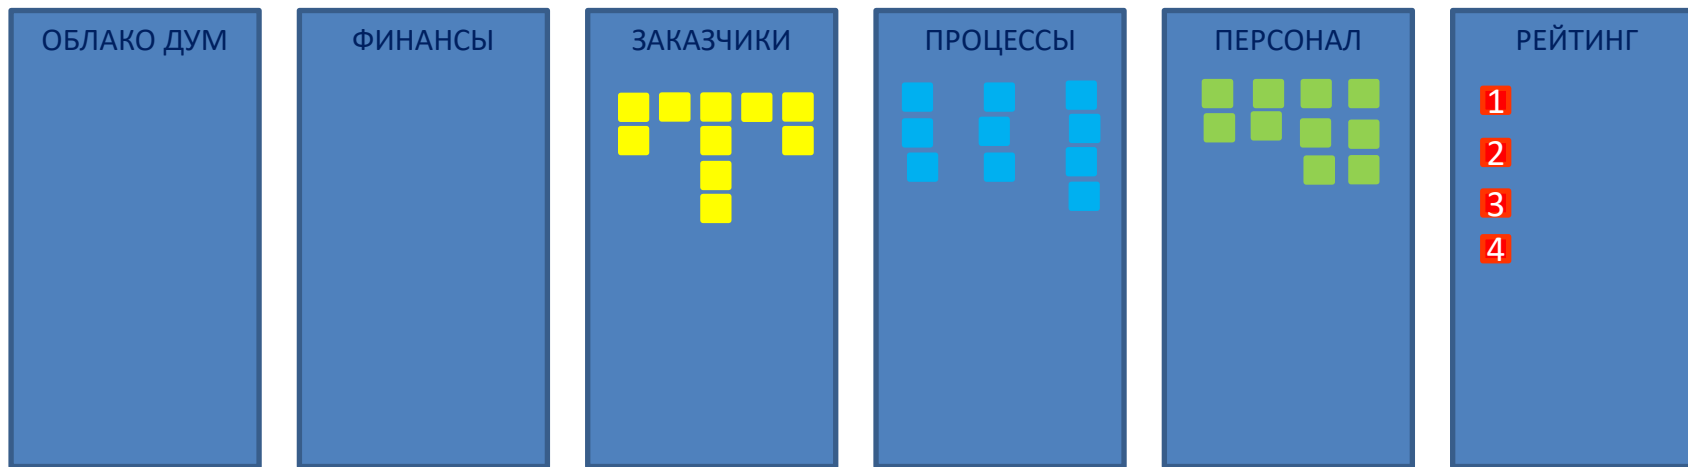 ОБЛАКО ДУМ
ФИНАНСЫ
ЗАКАЗЧИКИ
ПРОЦЕССЫ
ПЕРСОНАЛ
РЕЙТИНГ
1
2
3
4